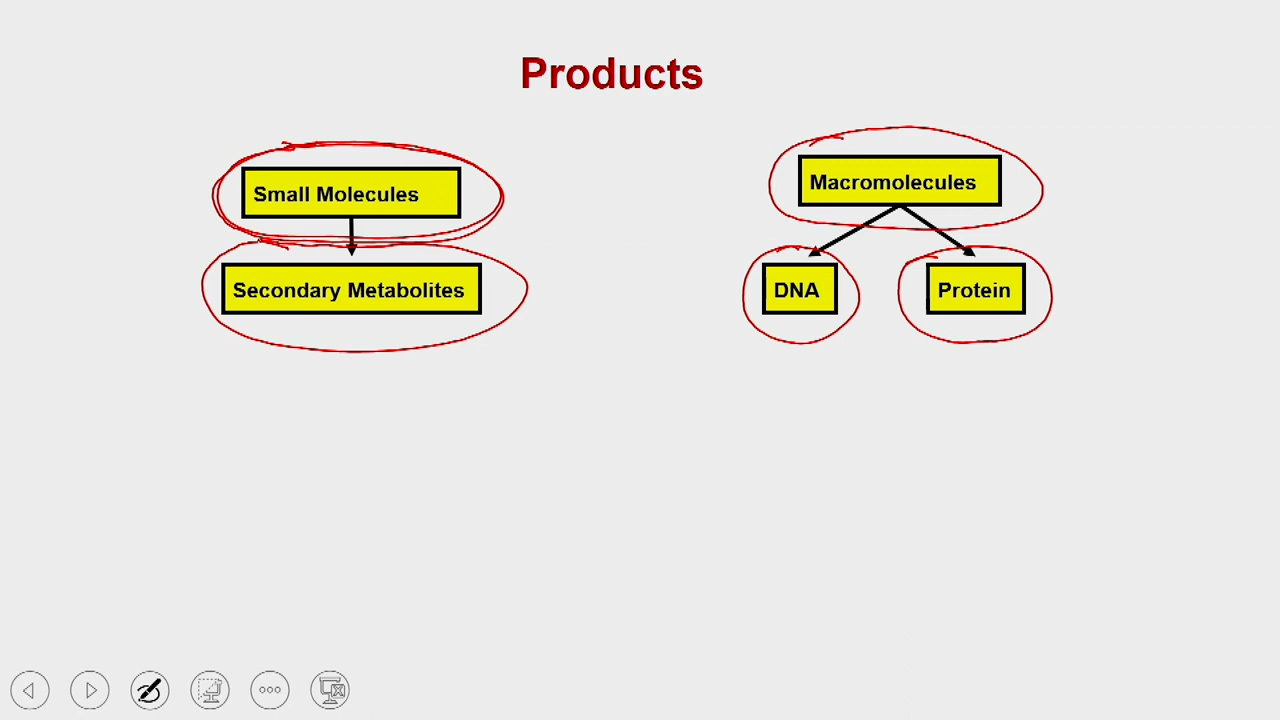 Products
Small Molecules
Secondary Metabolites
Macromolecules
DNA
Protein